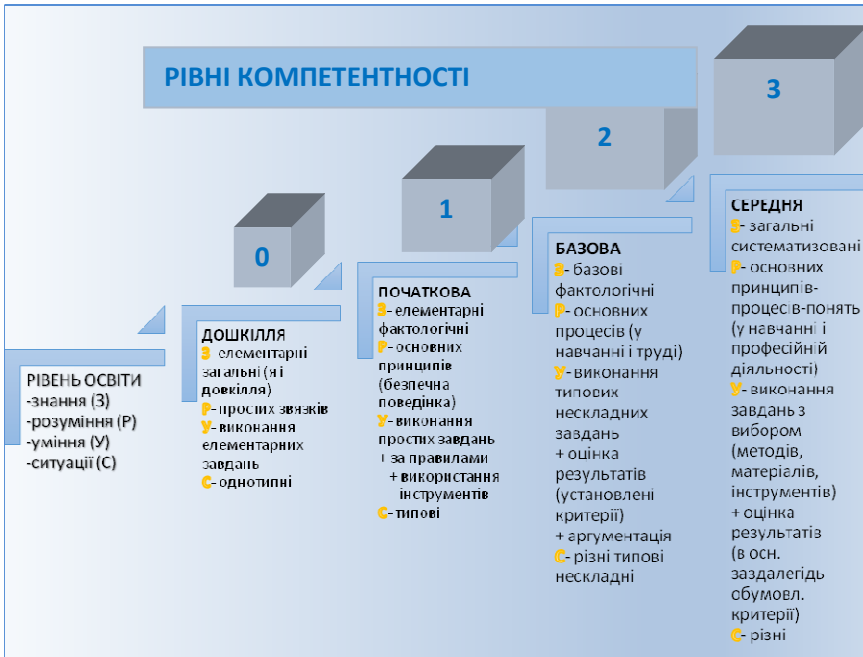 РІВНІ КОМПЕТЕНТНОСТІ
РІВЕНЬ ОСВІТИ
-знання (З)
-розуміння (Р)
-уміння (У)
-ситуації (С)
0
ДОШКІЛЛЯ
З- елементарні
загальні (я і
довкілля)
Р- простих звязків
У- виконання
елементарних
завдань
С- однотипні
1
ПОЧАТКОВА
З- елементарні
фактологічні
Р- основних
принципів
(безпечна
поведінка)
У- виконання
простих завдань
+ за правилами
+ використання
інструментів
С- типові
2
БАЗОВА
З- базові
фактологічні
Р- основних
процесів (у
навчанні і труді)
У- виконання
типових
нескладних
завдань
+ оцінка
результатів
(установлені
критерії)
+ аргументація
С- різні типові
нескладні
3
СЕРЕДНЯ
З- загальні
систематизовані
Р- основних
принципів-
процесів-понять
(у навчанні і
професійній
діяльності)
У- виконання
завдань з
вибором
(методів,
матеріалів,
інструментів)
+ оцінка
результатів
(в осн.
заздалегідь
обумовл.
критерії)
С- різні